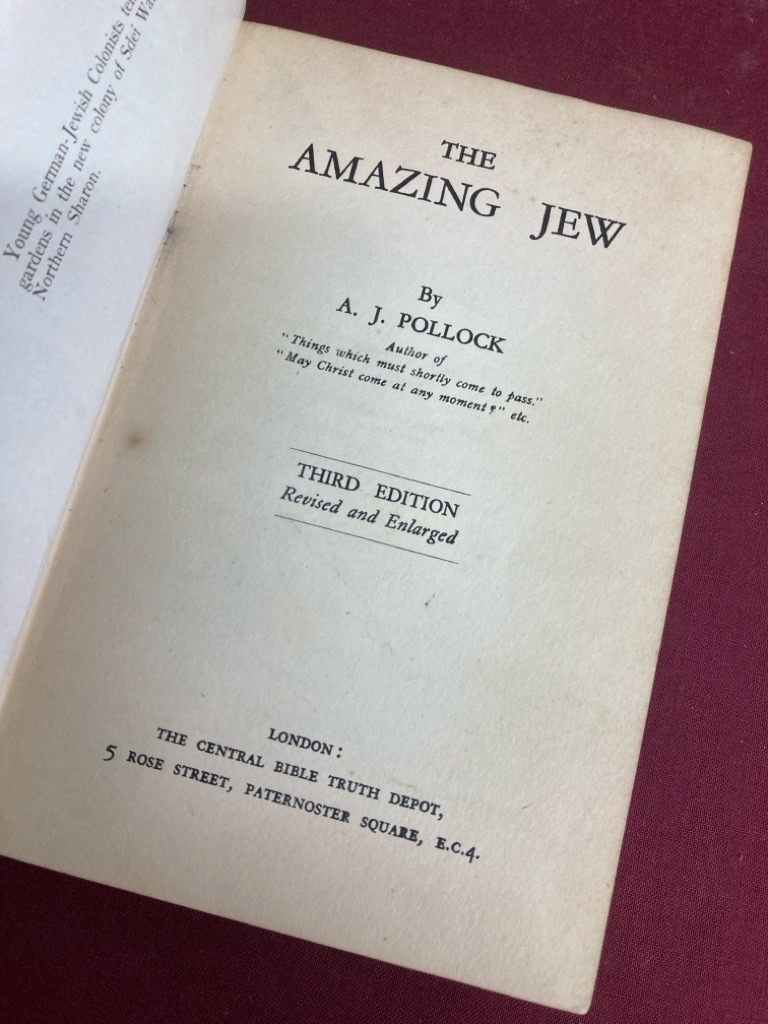 Young German-Jewish Colonists
gardens in the new colony of Sdei
Northern Sharon.
THE
AMAZING JEW
By
A. J. POLLOCK
Author of
"Things which must shortly come to pass."
"May Christ come at any moment?" etc.
THIRD EDITION
Revised and Enlarged
LONDON:
THE CENTRAL BIBLE TRUTH DEPOT,
5 ROSE STREET, PATERNOSTER SQUARE, E.C.4.